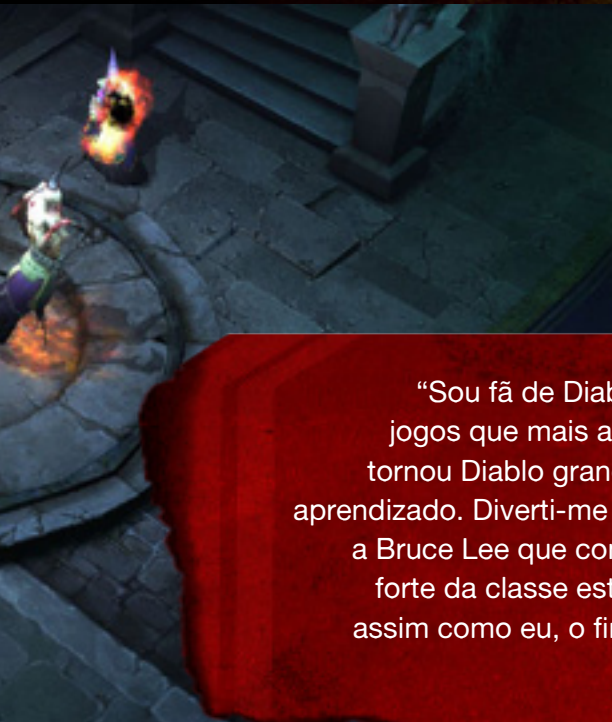 “Sou fã de Diab
jogos que mais a
tornou Diablo gran
aprendizado. Diverti-me
a Bruce Lee que cor
forte da classe est
assim como eu, o fir